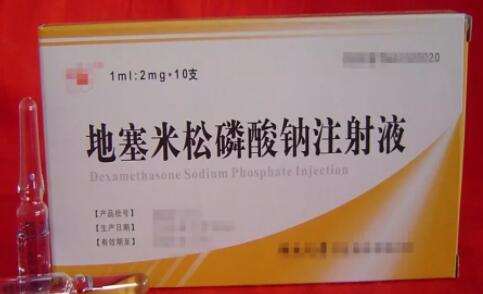 1ml:2mg*10支
020
地塞米松磷酸钠注射液
Dexamethasone Sodium Phosphate Injection
【产品批号】
【生产日期】
【有效期至】